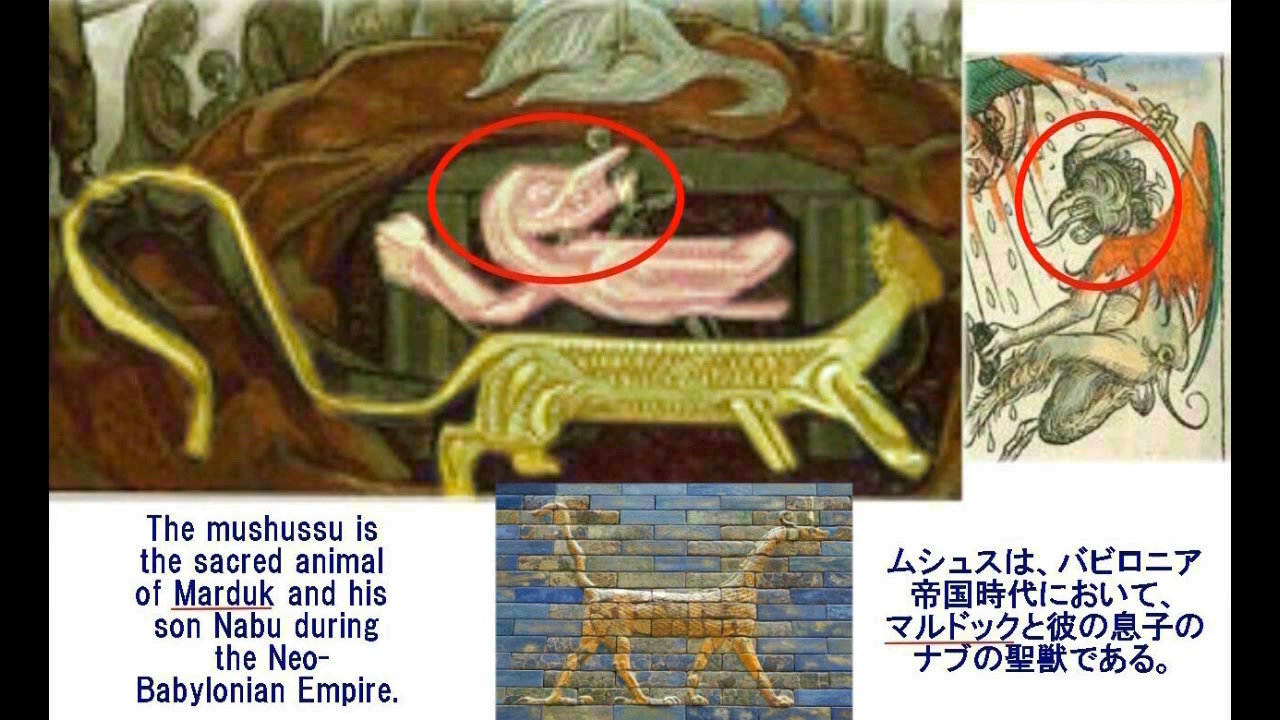 The mushussu is
the sacred animal
of Marduk and his
son Nabu during
the Neo-
Babylonian Empire.
ムシュスは、バビロニア
帝国時代において、
マルドックと彼の息子の
ナブの聖獣である。